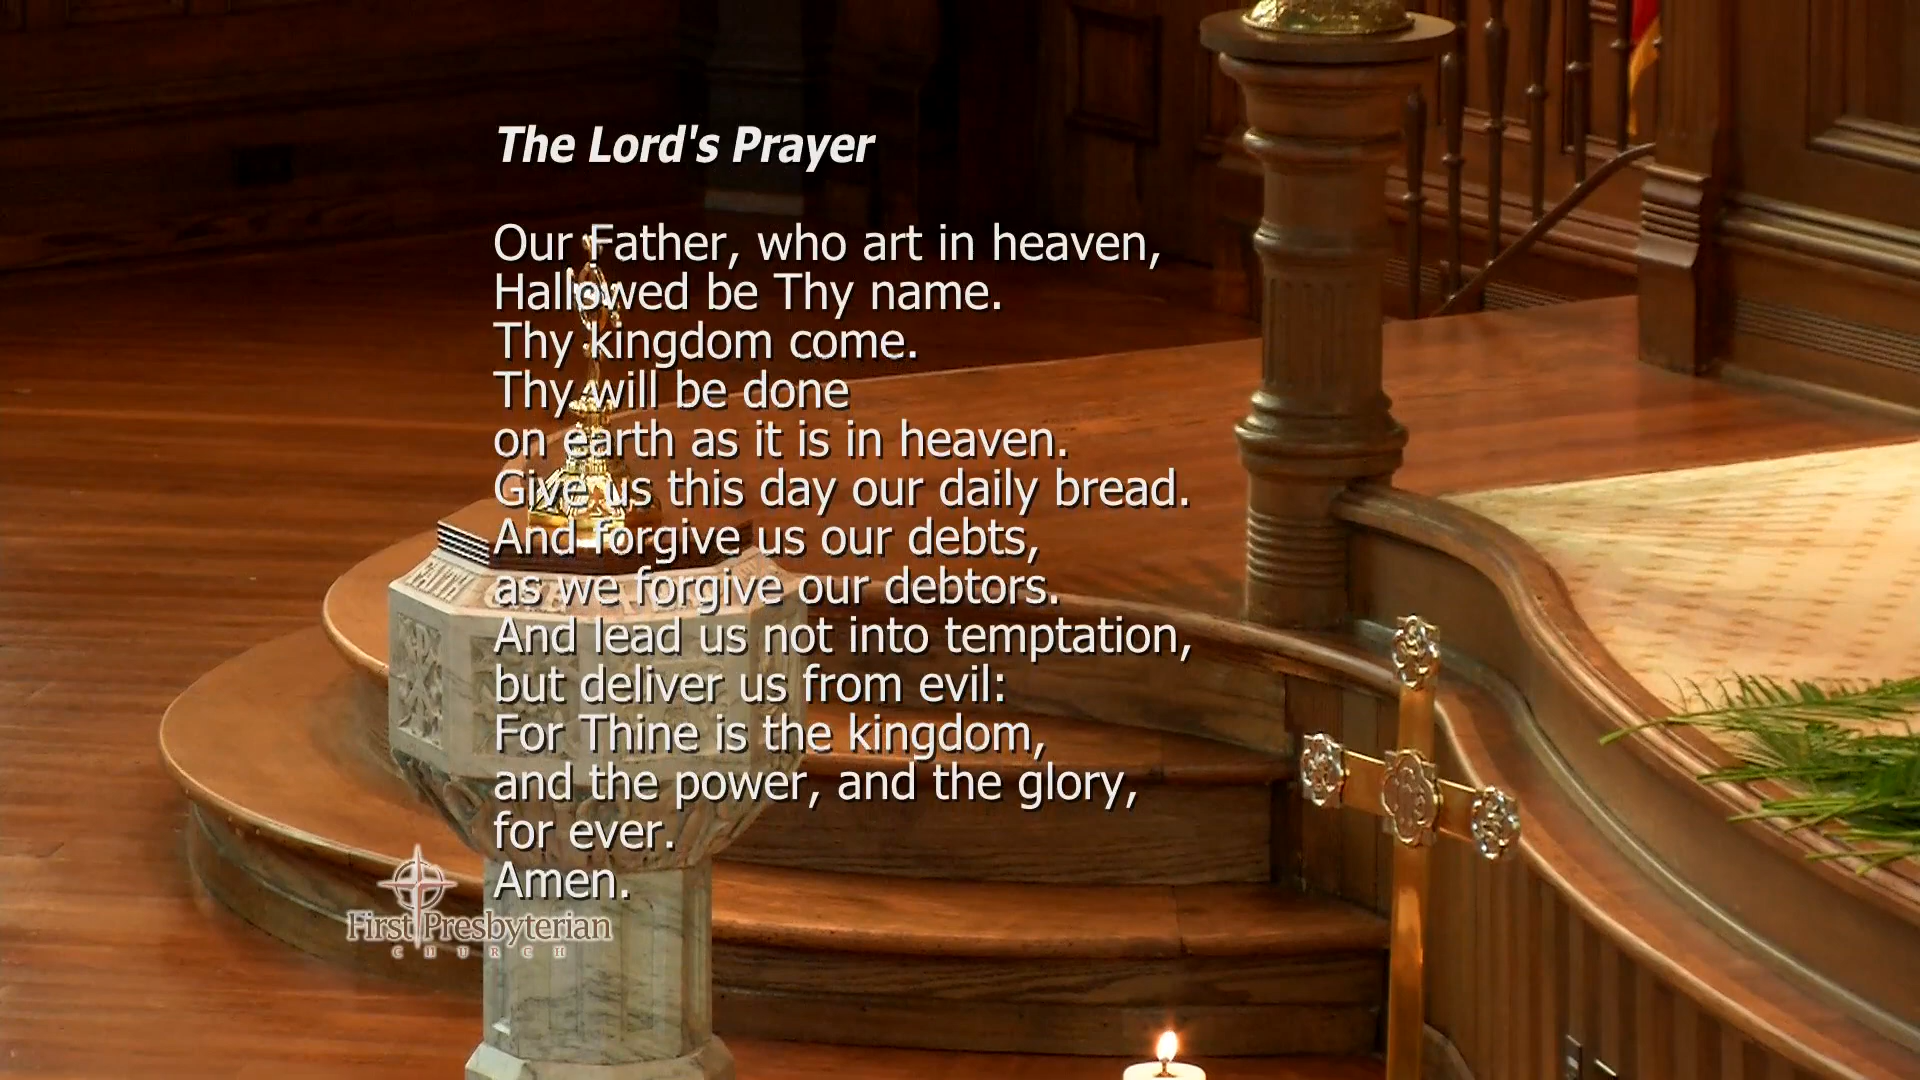 The Lord's Prayer
Our Father, who art in heaven,
Hallowed be Thy name.
Thy kingdom come.
Thy will be done
on earth as it is in heaven.
Give us this day our daily bread.
And forgive us our debts,
as we forgive our debtors.
And lead us not into temptation,
but deliver us from evil:
For Thine is the kingdom,
and the power, and the glory,
for ever.
Amen.
FAITH
First Presbyterian
CHURCH